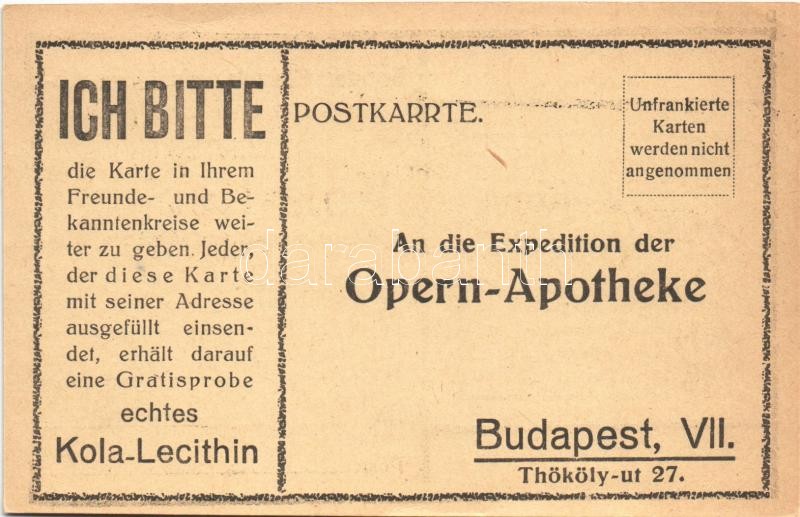 ICH BITTE
die Karte in Ihrem
Freunde- und Be-
kanntenkreise wei-
ter zu geben. Jeder,
der diese Karte
mit seiner Adresse
ausgefüllt einsen-
det, erhält darauf
eine Gratisprobe
echtes
Kola-Lecithin
POSTKARRTE.
Unfrankierte
Karten
werden nicht
angenommen
An die Expedition der
Opern-Apotheke
Budapest, VII.
Thököly-ut 27.
darabanth